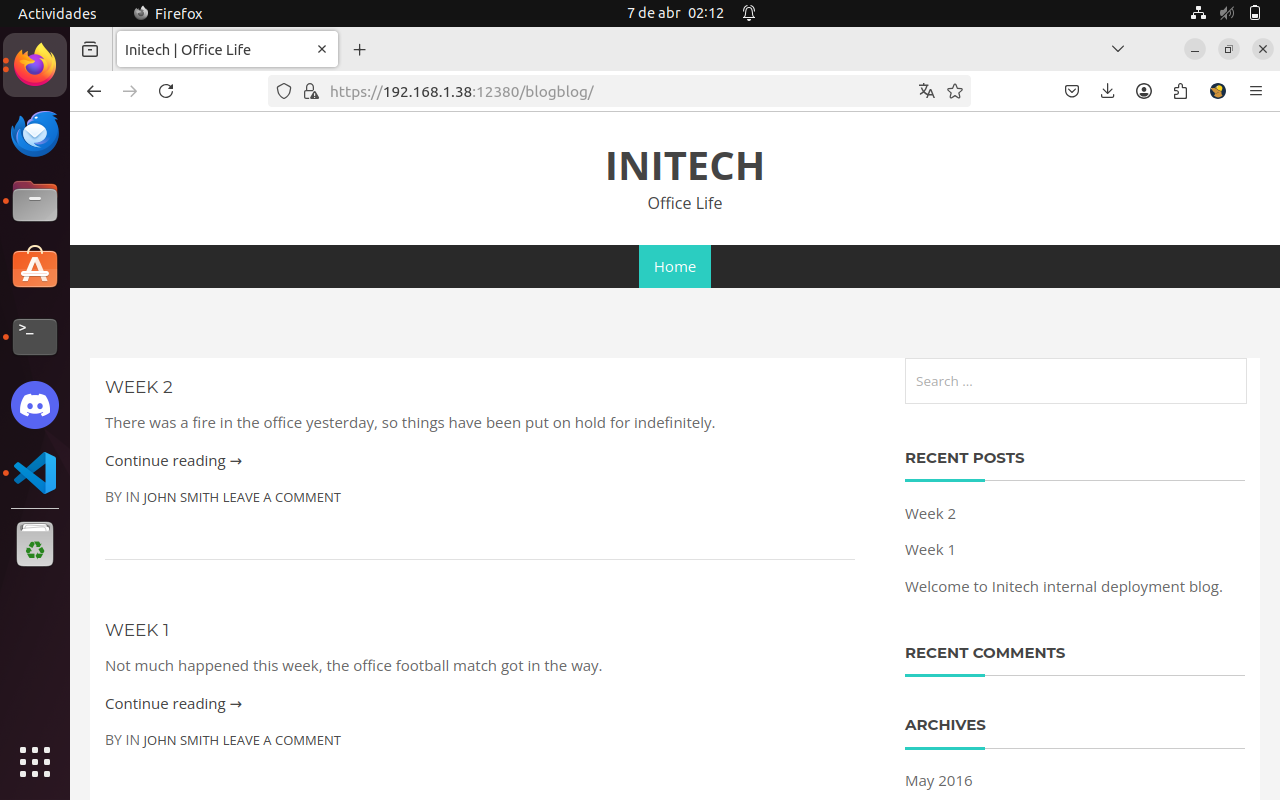 Actividades
Firefox
7 de abr 02:12
Initech | Office Life
https://192.168.1.38:12380/blogblog/
INITECH
Office Life
Home
WEEK 2
There was a fire in the office yesterday, so things have been put on hold for indefinitely.
Continue reading →
BY IN JOHN SMITH LEAVE A COMMENT
WEEK 1
Not much happened this week, the office football match got in the way.
Continue reading →
BY IN JOHN SMITH LEAVE A COMMENT
Search …
RECENT POSTS
Week 2
Week 1
Welcome to Initech internal deployment blog.
RECENT COMMENTS
ARCHIVES
May 2016